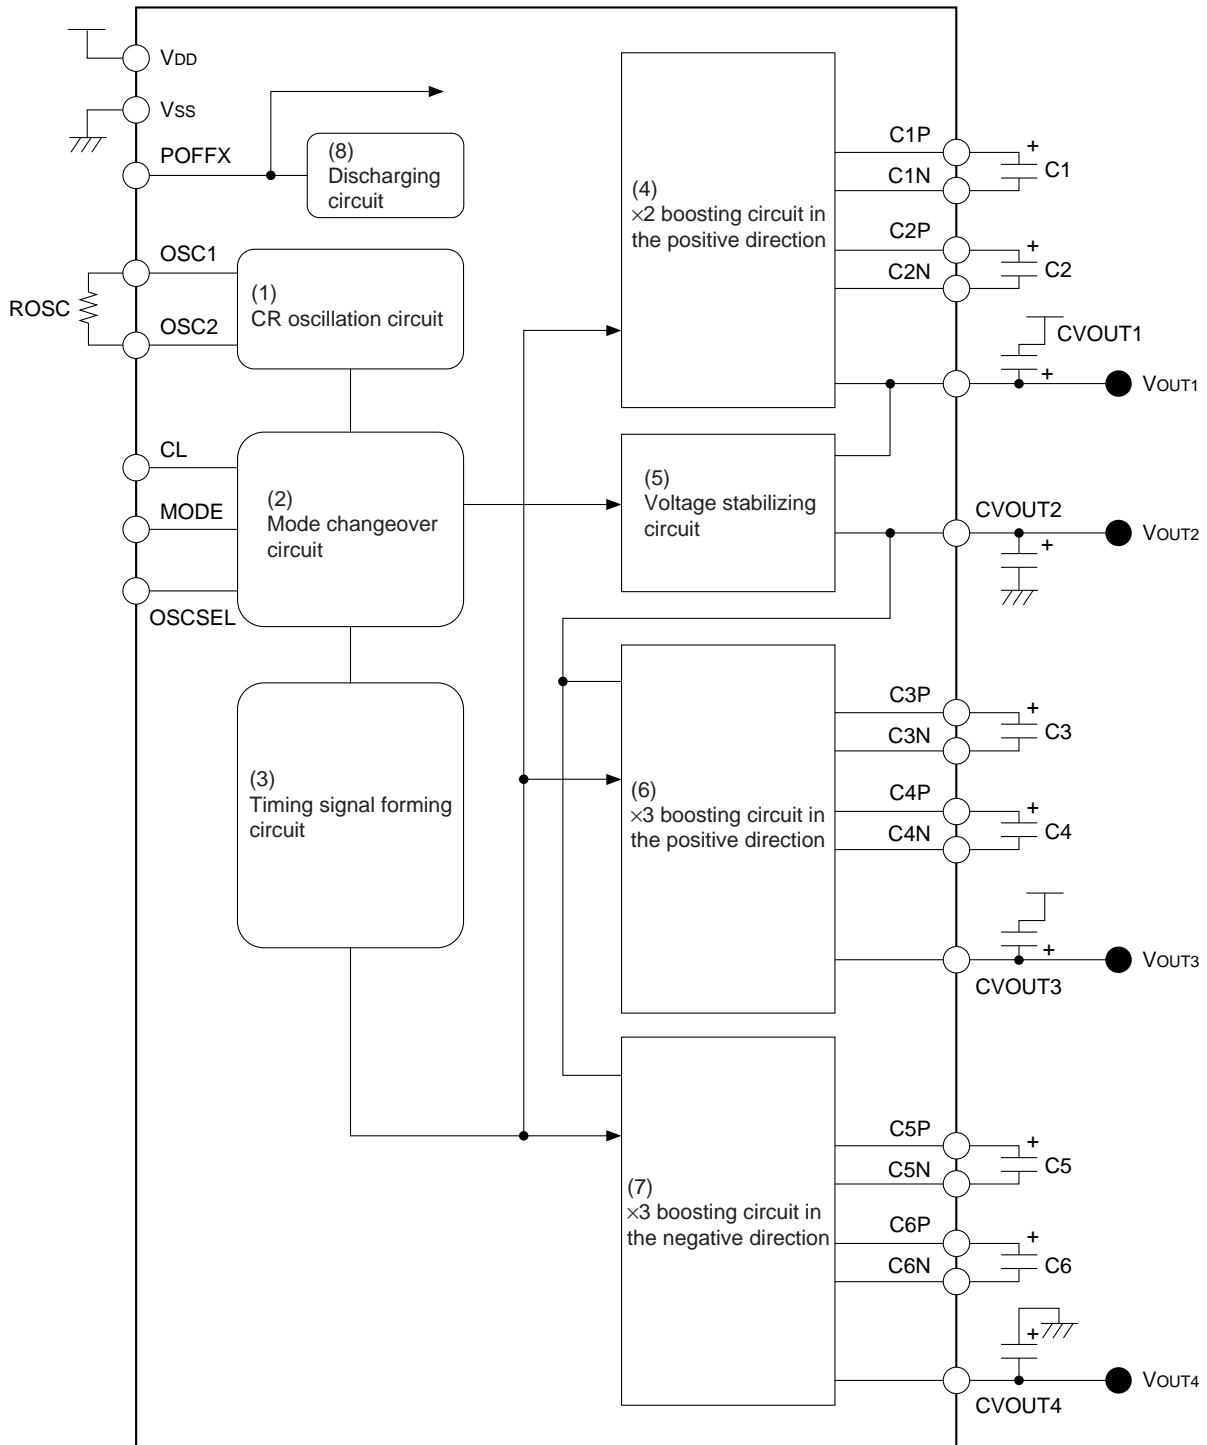 VDD
VSS
POFFX
(8)
Discharging
circuit
OSC1
ROSC
OSC2
(1)
CR oscillation circuit
CL
MODE
OSCSEL
(2)
Mode changeover
circuit
(3)
Timing signal forming
circuit
(4)
×2 boosting circuit in
the positive direction
C1P
+
C1
C1N
C2P
+
C2
C2N
CVOUT1
+
VOUT1
(5)
Voltage stabilizing
circuit
CVOUT2
+
VOUT2
(6)
×3 boosting circuit in
the positive direction
C3P
+
C3
C3N
C4P
+
C4
C4N
+
VOUT3
CVOUT3
(7)
×3 boosting circuit in
the negative direction
C5P
+
C5
C5N
C6P
+
C6
C6N
+
VOUT4
CVOUT4